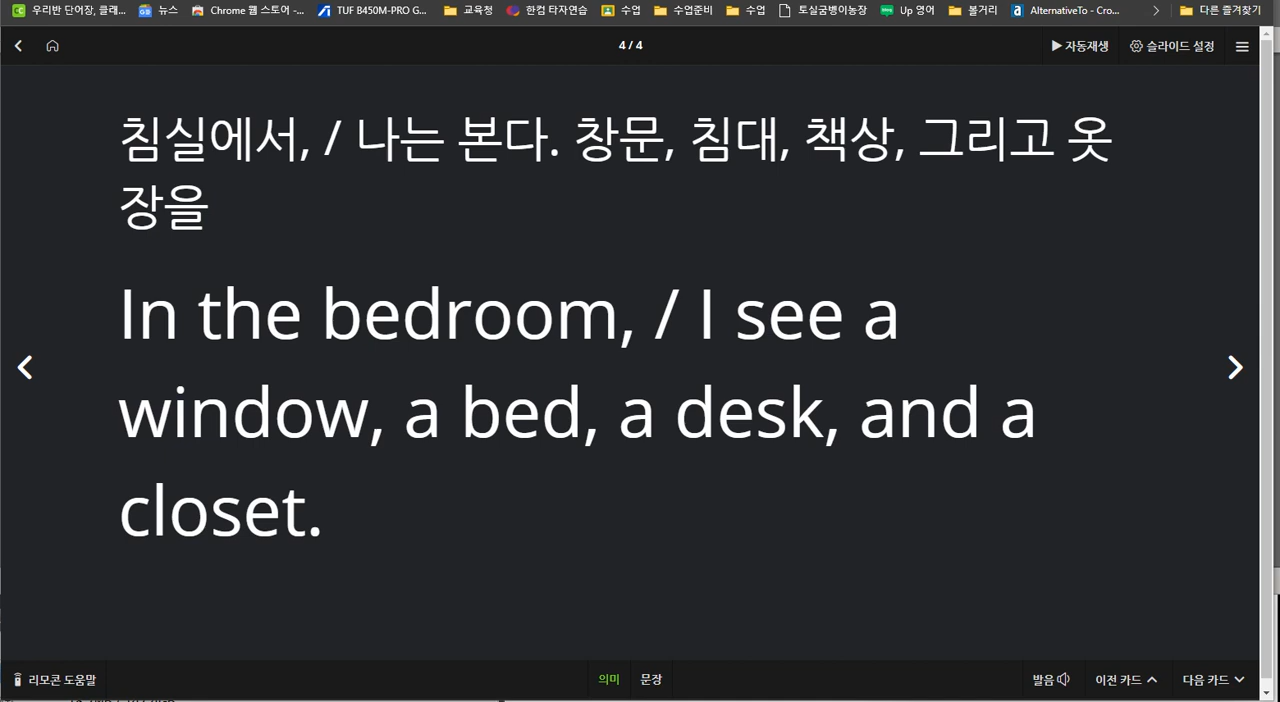 우리반 단어장, 클래... 뉴스 Chrome 웹 스토어 -... TUF B450M-PRO G... 교육청 한컴 타자연습 수업 수업준비 수업 토실굼벵이농장 Up 영어 볼거리 AlternativeTo - Cro... 다른 즐겨찾기
4 / 4 자동재생 슬라이드 설정
침실에서, / 나는 본다. 창문, 침대, 책상, 그리고 옷
장을
In the bedroom, / I see a
window, a bed, a desk, and a
closet.
리모콘 도움말 의미 문장 발음 이전 카드 다음 카드